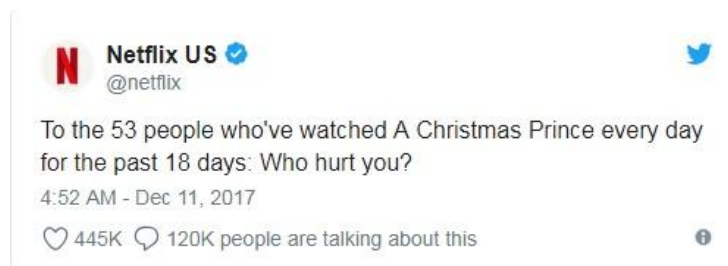 Netflix US
@netflix
To the 53 people who've watched A Christmas Prince every day
for the past 18 days: Who hurt you?
4:52 AM - Dec 11, 2017
445K 120K people are talking about this